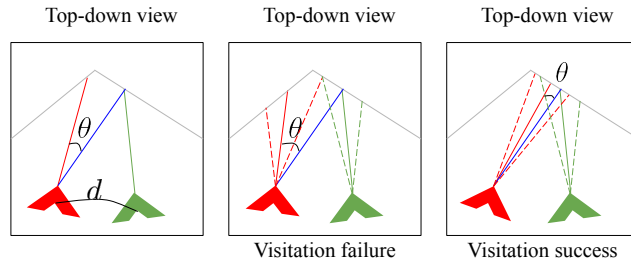 Top-down view
Top-down view
Top-down view
θ
d
θ
θ
Visitation failure
Visitation success